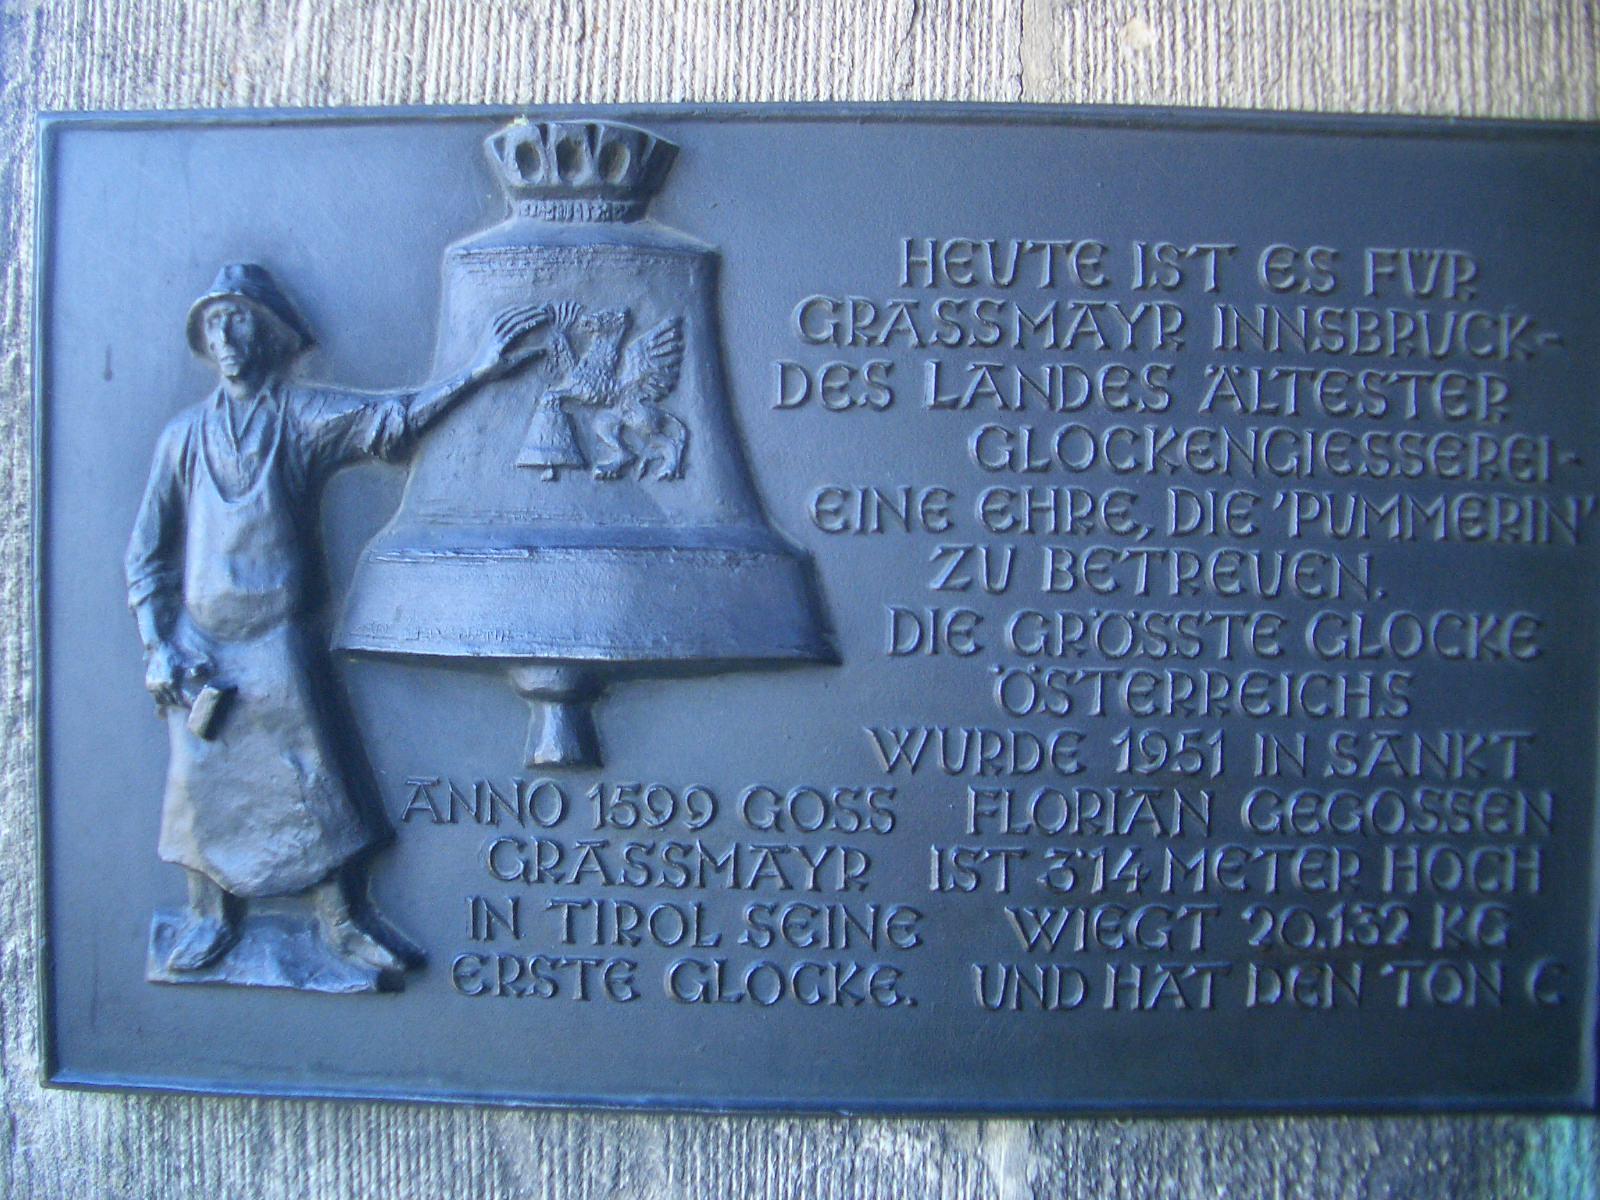 HEUTE IST ES FÜR
GRASSMAYR INNSBRUCK-
DES LANDES ÄLTESTER
GLOCKENGIESSEREI-
EINE EHRE, DIE 'PUMMERIN'
ZU BETREUEN.
DIE GRÖSSTE GLOCKE
ÖSTERREICHS
WURDE 1951 IN SANKT
FLORIAN GEGOSSEN
IST 3'14 METER HOCH
WIEGT 20.132 KG
UND HAT DEN TON C
ANNO 1599 GOSS
GRASSMAYR
IN TIROL SEINE
ERSTE GLOCKE.